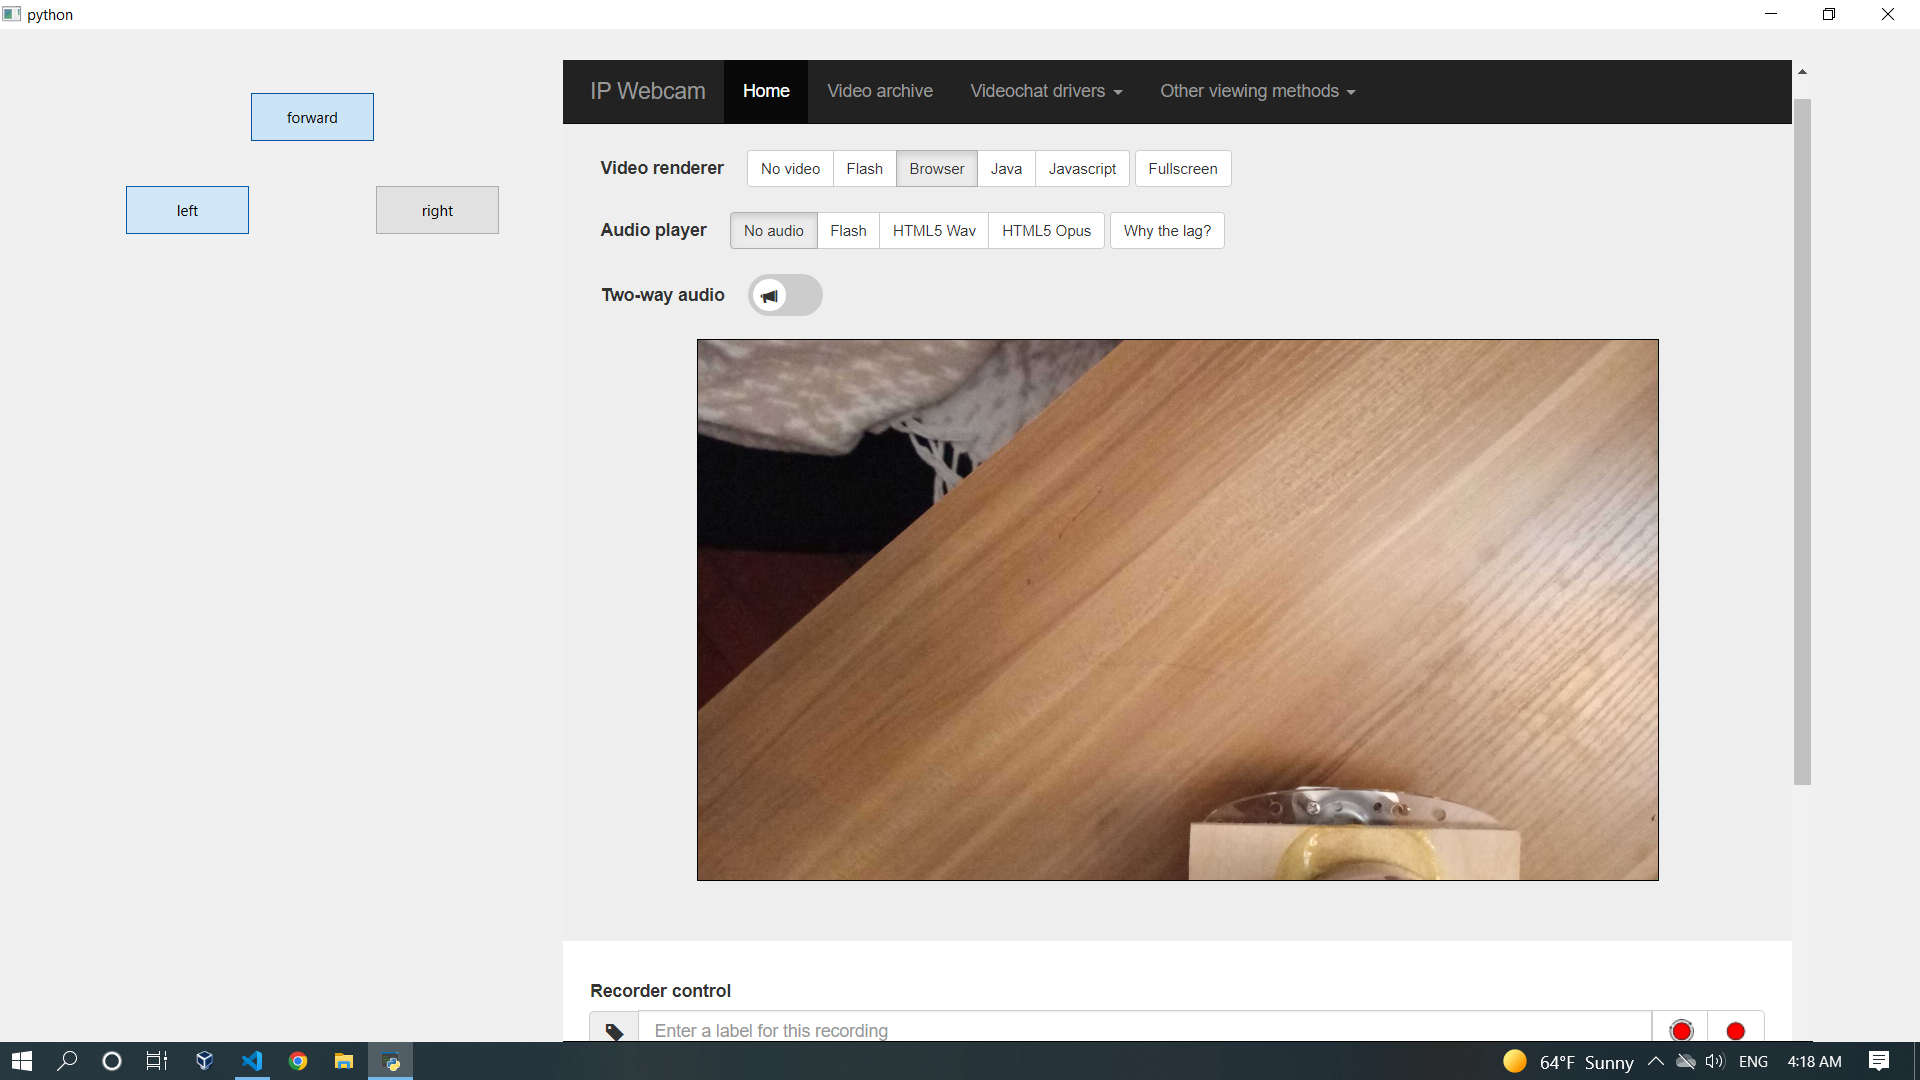 python
forward
left
right
IP Webcam Home Video archive Videochat drivers Other viewing methods
Video renderer No video Flash Browser Java Javascript Fullscreen
Audio player No audio Flash HTML5 Wav HTML5 Opus Why the lag?
Two-way audio
Recorder control
Enter a label for this recording
64°F Sunny ENG 4:18 AM